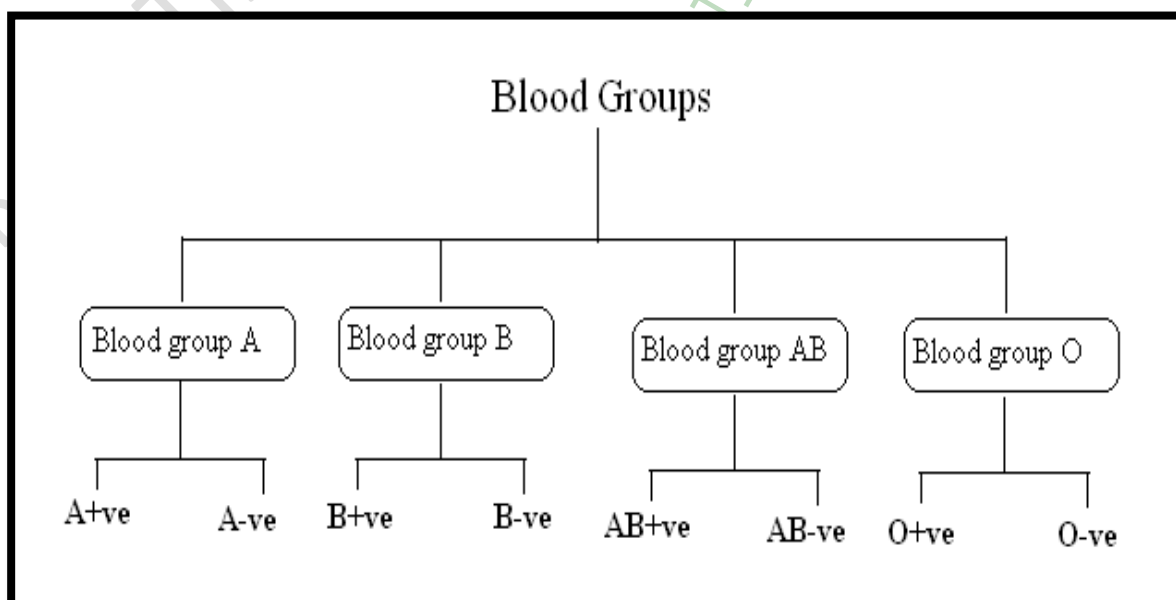 Blood Groups
Blood group A
Blood group B
Blood group AB
Blood group O
A+ve
A-ve
B+ve
B-ve
AB+ve
AB-ve
O+ve
O-ve